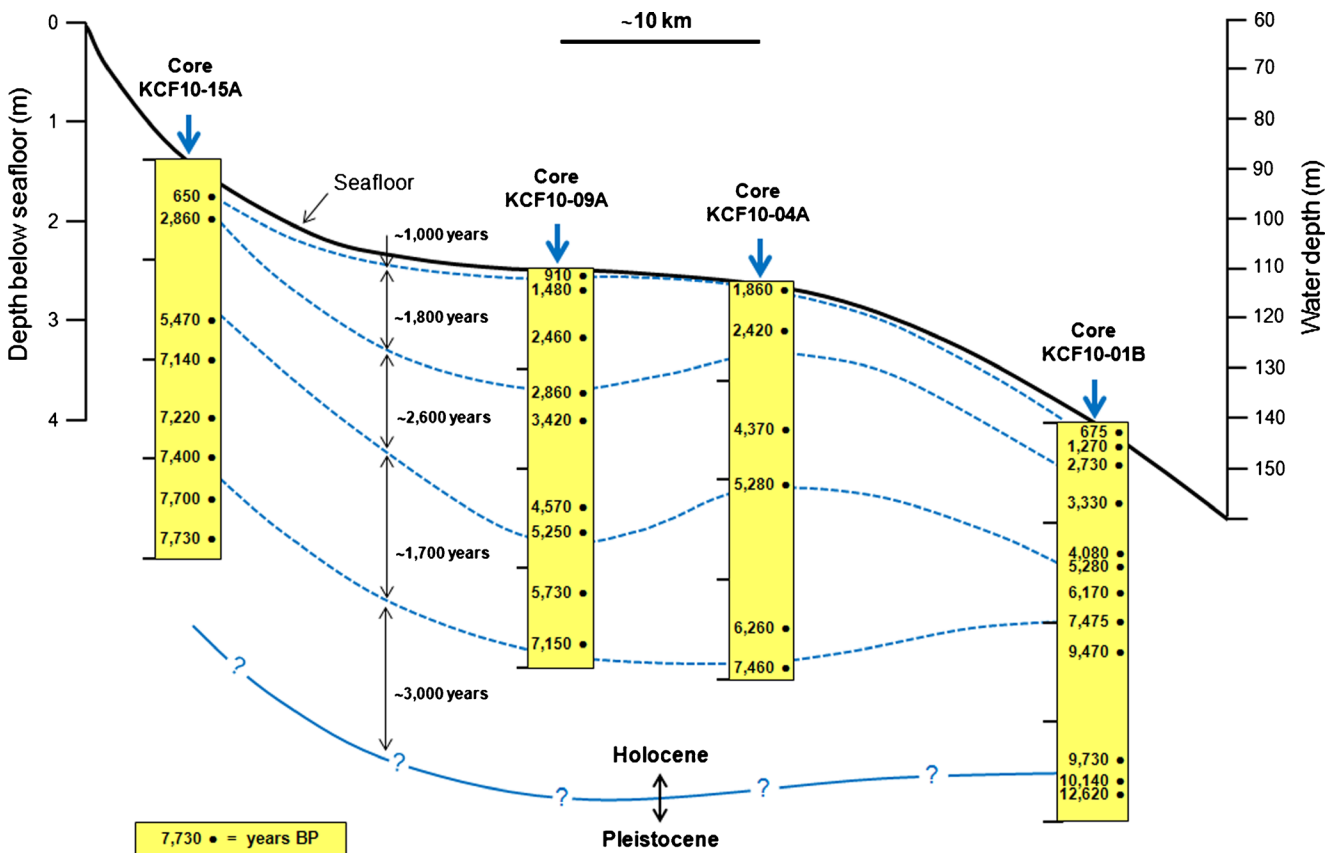 ~10 km
0
1
2
3
4
Depth below seafloor (m)
60
70
80
90
100
110
120
130
140
150
Water depth (m)
Core
KCF10-15A
650
2,860
5,470
7,140
7,220
7,400
7,700
7,730
Seafloor
~1,000 years
~1,800 years
~2,600 years
~1,700 years
~3,000 years
Core
KCF10-09A
910
1,480
2,460
2,860
3,420
4,570
5,250
5,730
7,150
Core
KCF10-04A
1,860
2,420
4,370
5,280
6,260
7,460
Core
KCF10-01B
675
1,270
2,730
3,330
4,080
5,280
6,170
7,475
9,470
9,730
10,140
12,620
?
?
?
?
?
Holocene
Pleistocene
7,730 • = years BP